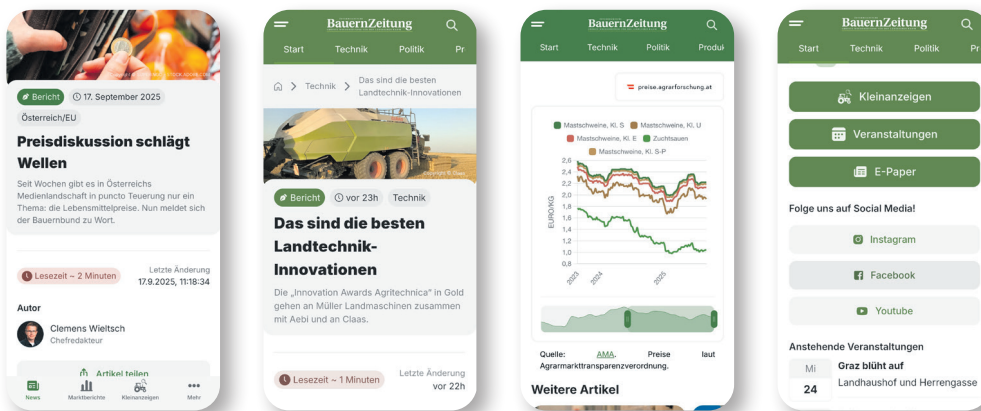 Bericht
17. September 2025
Österreich/EU
Preisdiskussion schlägt
Wellen
Seit Wochen gibt es in Österreichs
Medienlandschaft in puncto Teuerung nur ein
Thema: die Lebensmittelpreise. Nun meldet sich
der Bauernbund zu Wort.
Lesezeit ~ 2 Minuten
Letzte Änderung
17.9.2025, 11:18:34
Autor
Clemens Wieltsch
Chefredakteur
Artikel teilen
News
Marktberichte
Kleinanzeigen
Mehr
BauernZeitung
Start Technik Politik Pr
Technik
Das sind die besten
Landtechnik-Innovationen
Bericht
vor 23h
Technik
Das sind die besten
Landtechnik-
Innovationen
Die „Innovation Awards Agritechnica" in Gold
gehen an Müller Landmaschinen zusammen
mit Aebi und an Claas.
Lesezeit ~ 1 Minuten
Letzte Änderung
vor 22h
BauernZeitung
Start Technik Politik Produk
preise.agrarforschung.at
Mastschweine, Kl. S Mastschweine, Kl. U
Mastschweine, Kl. E Zuchtsauen
Mastschweine, Kl. S-P
EURO/KG
2,6
2,4
2,2
2,0
1,8
1,6
1,4
1,2
1,0
0,8
2023
2024
2025
Quelle: AMA. Preise laut
Agrarmarkttransparenzverordnung.
Weitere Artikel
BauernZeitung
Start Technik Politik Pr
Kleinanzeigen
Veranstaltungen
E-Paper
Folge uns auf Social Media!
Instagram
Facebook
Youtube
Anstehende Veranstaltungen
Mi
24
Graz blüht auf
Landhaushof und Herrengasse